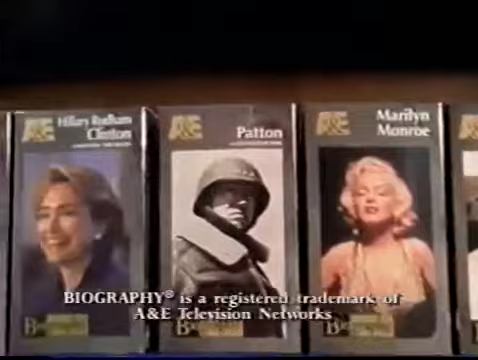 A&E
Hillary Rodham
Clinton
A&E
Patton
A&E
Marilyn
Monroe
BIOGRAPHY® is a registered trademark of
A&E Television Networks